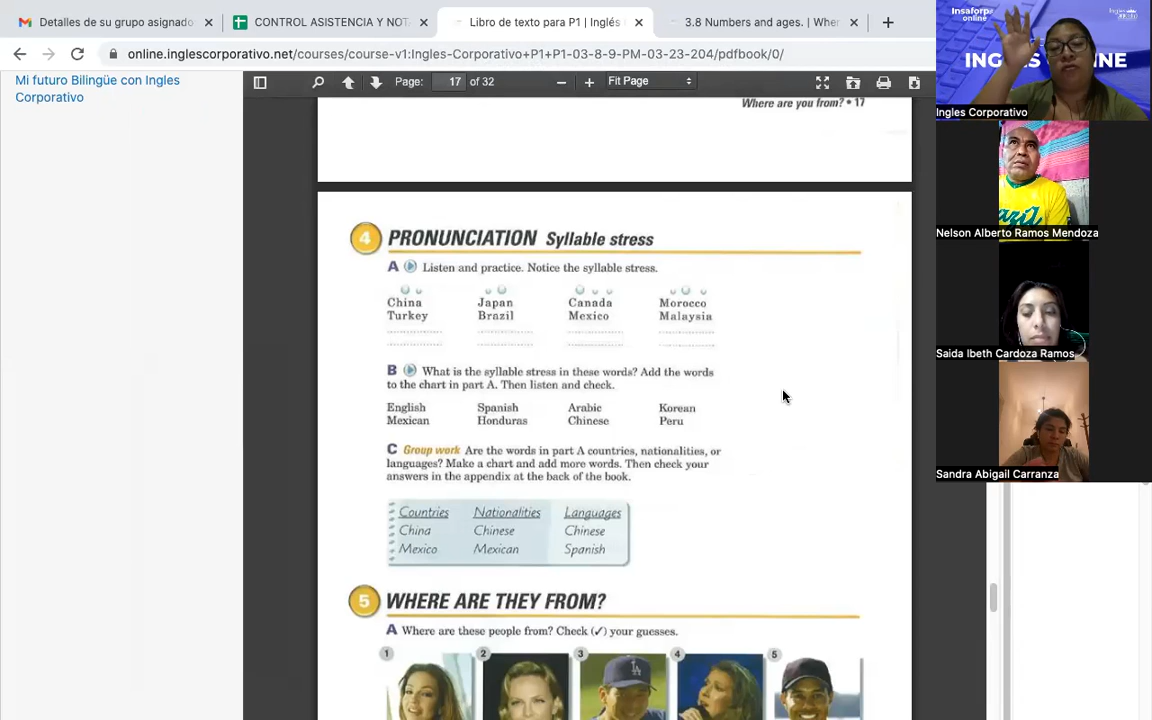 Detalles de su grupo asignado
CONTROL ASISTENCIA Y NOT
Libro de texto para P1 | Inglés
3.8 Numbers and ages. | Wher
online.inglescorporativo.net/courses/course-v1:Ingles-Corporativo+P1+P1-03-8-9-PM-03-23-204/pdfbook/0/
Mi futuro Bilingüe con Ingles
Corporativo
Page: 17 of 32
Fit Page
Where are you from? • 17
4 PRONUNCIATION Syllable stress
A Listen and practice. Notice the syllable stress.
China Japan Canada Morocco
Turkey Brazil Mexico Malaysia
B What is the syllable stress in these words? Add the words
to the chart in part A. Then listen and check.
English Spanish Arabic Korean
Mexican Honduras Chinese Peru
C Group work Are the words in part A countries, nationalities, or
languages? Make a chart and add more words. Then check your
answers in the appendix at the back of the book.
Countries Nationalities Languages
China Chinese Chinese
Mexico Mexican Spanish
5 WHERE ARE THEY FROM?
A Where are these people from? Check (✓) your guesses.
1 2 3 4 5
Insaforp
online
INGL
ONLINE
Ingles Corporativo
Brazil
Nelson Alberto Ramos Mendoza
Saida Ibeth Cardoza Ramos
Sandra Abigail Carranza